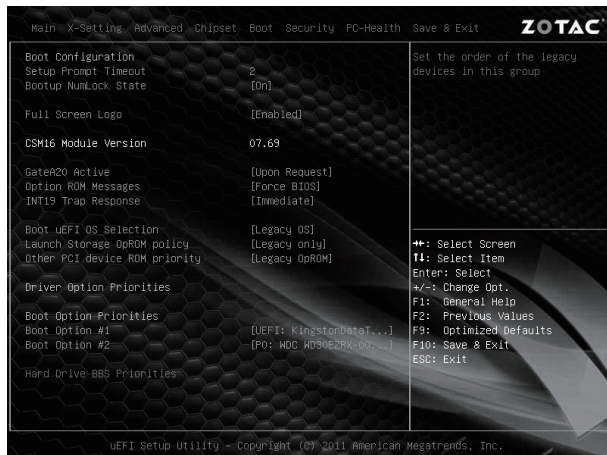 Main X-Setting Advanced Chipset Boot Security PC-Health Save & Exit ZOTAC
Boot Configuration
Setup Prompt Timeout 2
Bootup NumLock State [On]
Full Screen Logo [Enabled]
CSM16 Module Version 07.69
GateA20 Active [Upon Request]
Option ROM Messages [Force BIOS]
INT19 Trap Response [Immediate]
Boot uEFI OS Selection [Legacy OS]
Launch Storage OpROM policy [Legacy only]
Other PCI device ROM priority [Legacy OpROM]
Driver Option Priorities
Boot Option Priorities
Boot Option #1 [UEFI: KingstonDataT...]
Boot Option #2 [P0: WDC WD30EZRX-00...]
Hard Drive BBS Priorities
Set the order of the legacy
devices in this group
→←: Select Screen
↑↓: Select Item
Enter: Select
+/-: Change Opt.
F1: General Help
F2: Previous Values
F9: Optimized Defaults
F10: Save & Exit
ESC: Exit
uEFI Setup Utility - Copyright (C) 2011 American Megatrends, Inc.